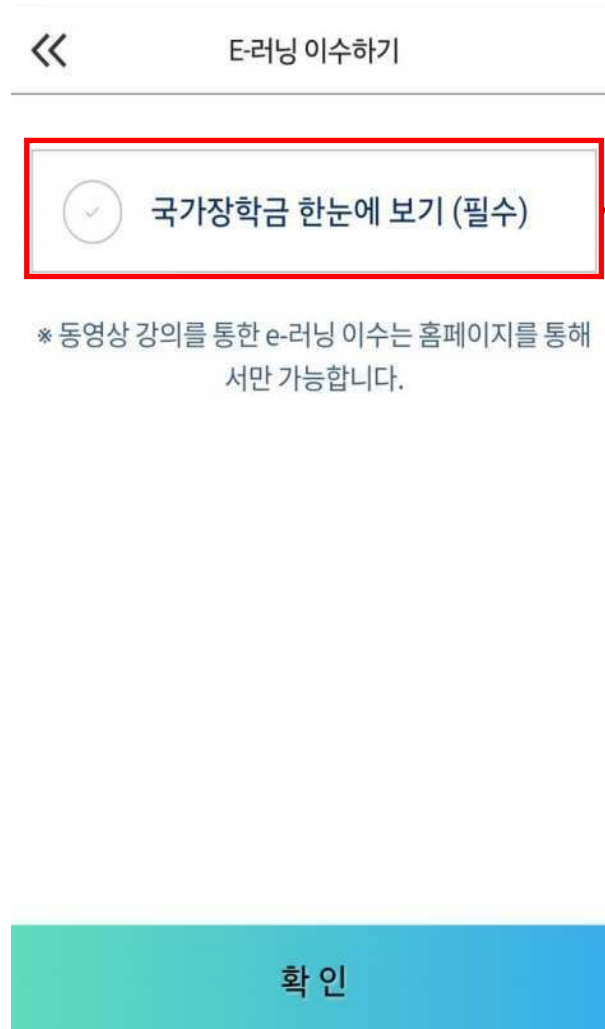 E-러닝 이수하기
국가장학금 한눈에 보기 (필수)
※ 동영상 강의를 통한 e-러닝 이수는 홈페이지를 통해
서만 가능합니다.
확 인